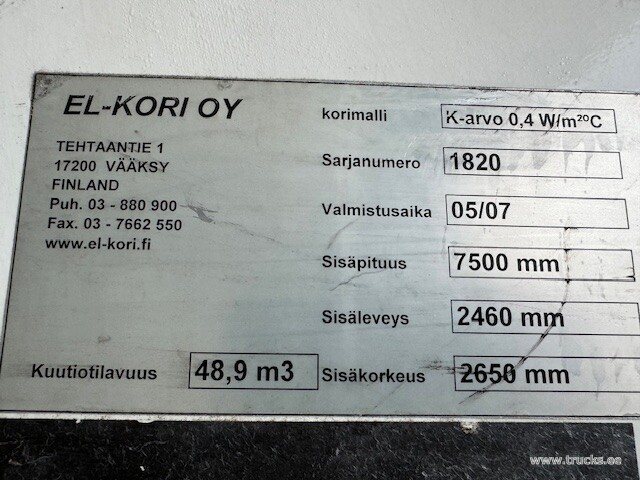 EL-KORI OY
TEHTAANTIE 1
17200 VÄÄKSY
FINLAND
Puh. 03 - 880 900
Fax. 03 - 7662 550
www.el-kori.fi
korimalli K-arvo 0,4 W/m²ºC
Sarjanumero 1820
Valmistusaika 05/07
Sisäpituus 7500 mm
Sisäleveys 2460 mm
Kuutiotilavuus 48,9 m3 Sisäkorkeus 2650 mm
www.trucks.ee